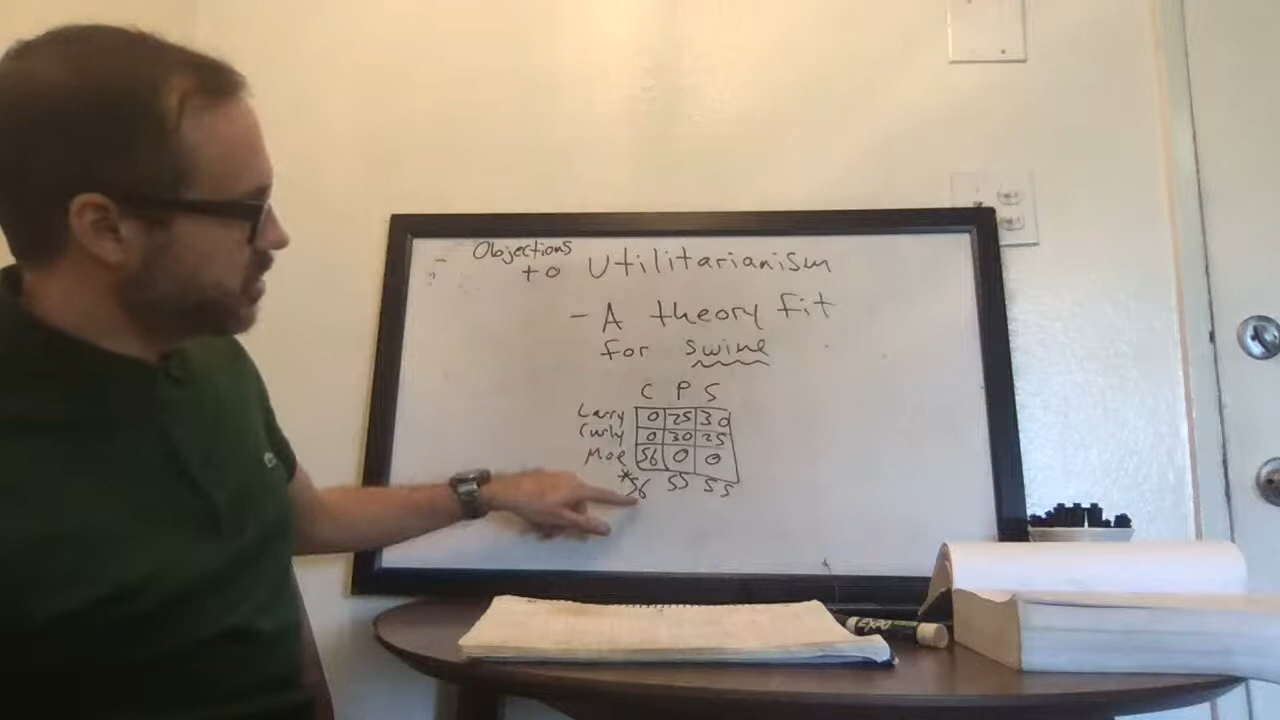 Objections
to Utilitarianism
- A theory fit
for swine
C P S
Larry 0 25 30
Curly 0 30 25
Moe 56 0 0
*56 55 55
EXPO